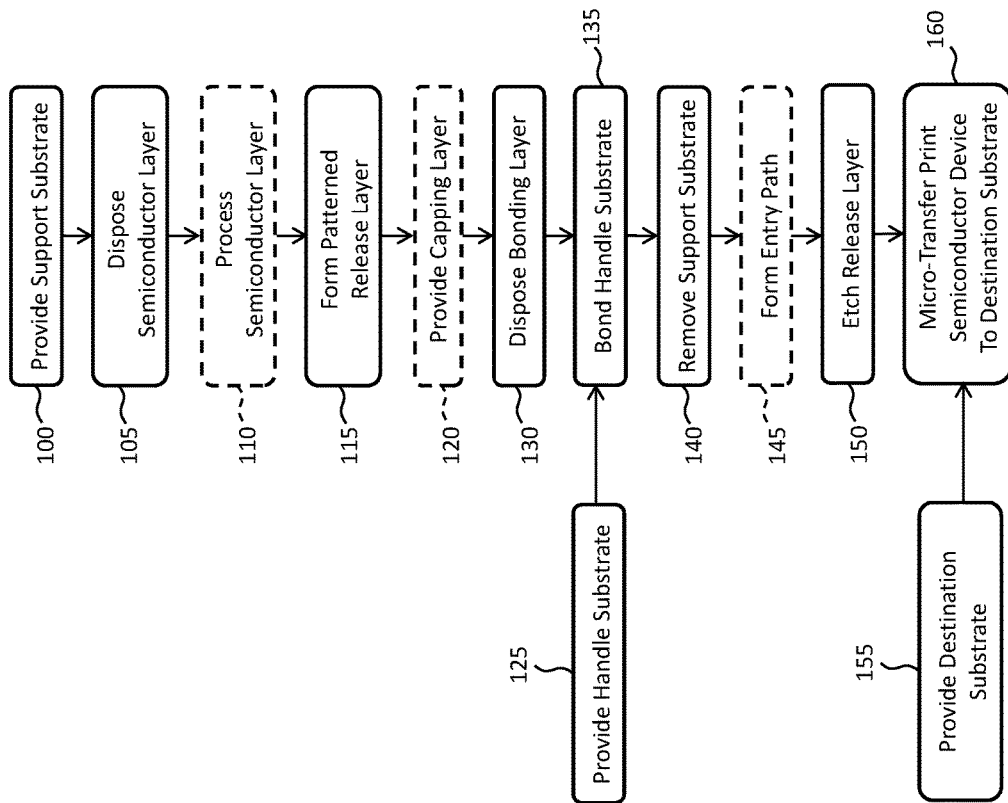 100
Provide Support Substrate
105
Dispose
Semiconductor Layer
110
Process
Semiconductor Layer
115
Form Patterned
Release Layer
120
Provide Capping Layer
130
Dispose Bonding Layer
125
Provide Handle Substrate
135
Bond Handle Substrate
140
Remove Support Substrate
145
Form Entry Path
150
Etch Release Layer
155
Provide Destination
Substrate
160
Micro-Transfer Print
Semiconductor Device
To Destination Substrate